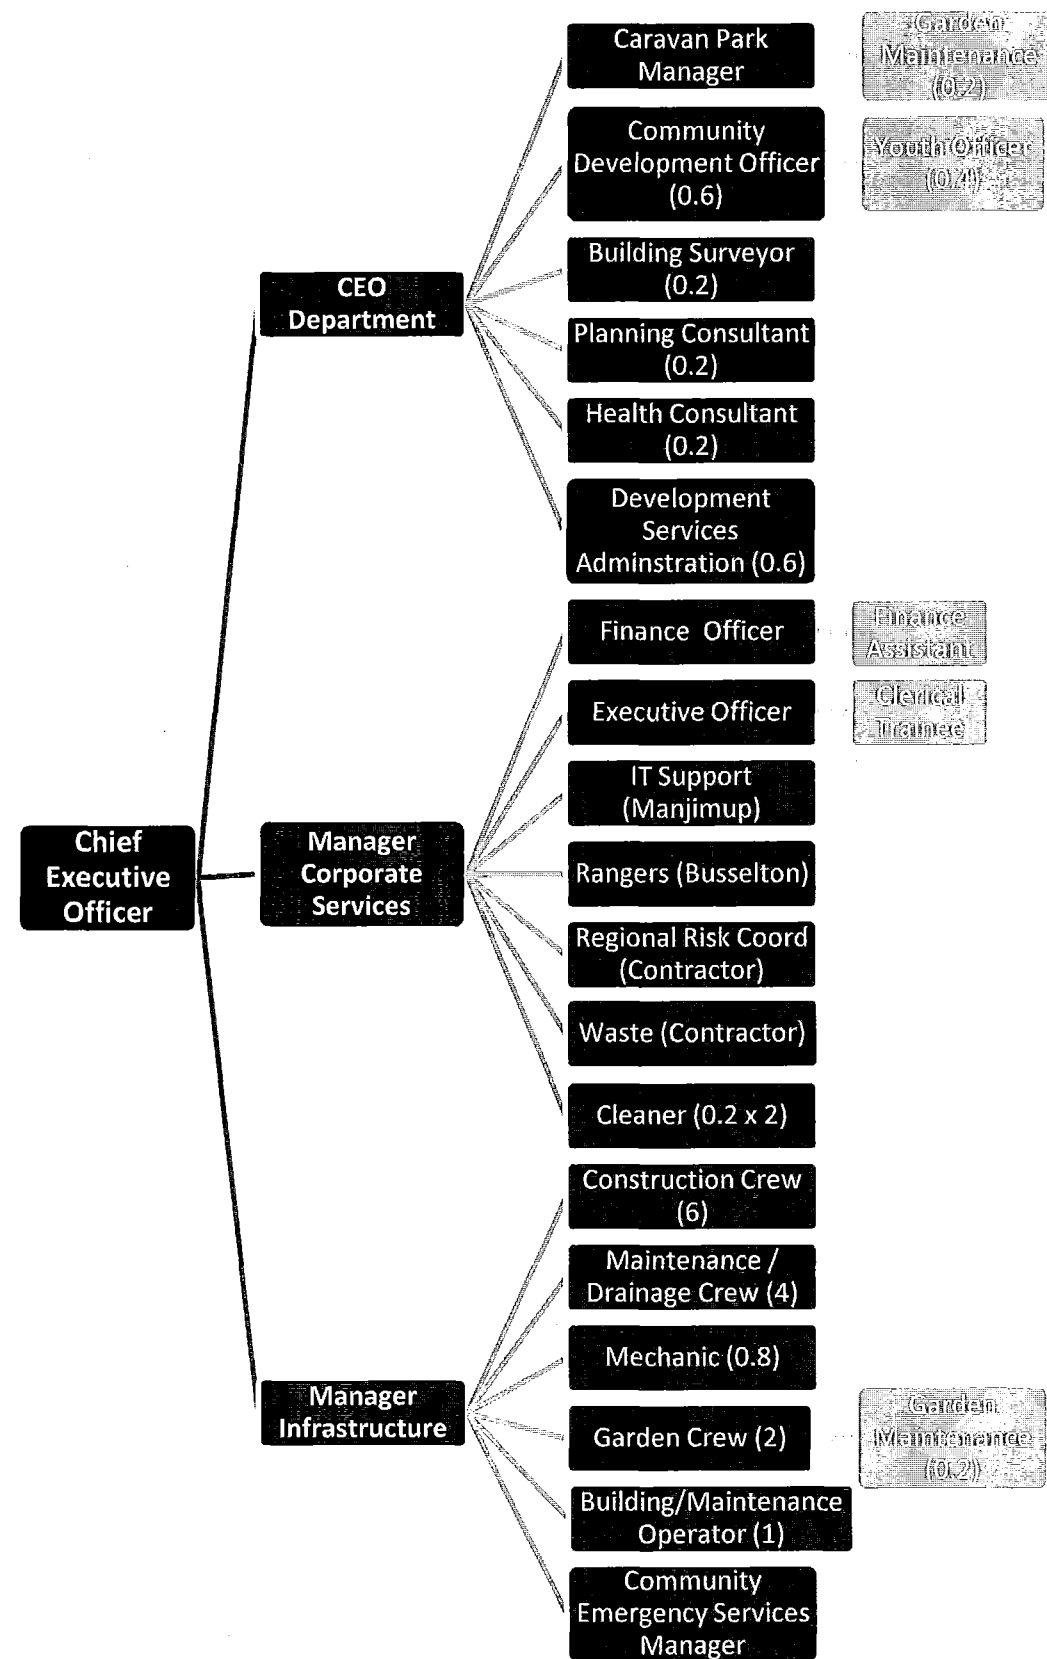 Caravan Park
Manager
Garden
Maintenance
(0.2)
Community
Development Officer
(0.6)
Youth Officer
(0.4)
Building Surveyor
(0.2)
CEO
Department
Planning Consultant
(0.2)
Health Consultant
(0.2)
Development
Services
Adminstration (0.6)
Finance Officer
Finance
Assistant
Executive Officer
Clerical
Trainee
IT Support
(Manjimup)
Chief
Executive
Officer
Manager
Corporate
Services
Rangers (Busselton)
Regional Risk Coord
(Contractor)
Waste (Contractor)
Cleaner (0.2 x 2)
Construction Crew
(6)
Maintenance /
Drainage Crew (4)
Mechanic (0.8)
Manager
Infrastructure
Garden Crew (2)
Garden
Maintenance
(0.2)
Building/Maintenance
Operator (1)
Community
Emergency Services
Manager